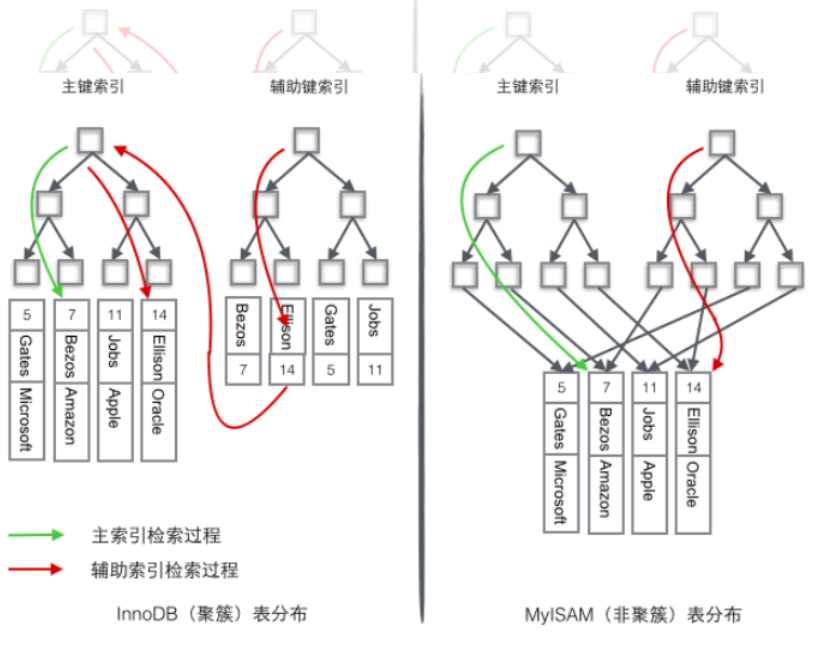 主键索引
辅助键索引
主键索引
辅助键索引
5
Gates
Microsoft
7
Bezos
Amazon
11
Jobs
Apple
14
Ellison
Oracle
Bezos
7
Ellison
14
Gates
5
Jobs
11
5
Gates
Microsoft
7
Bezos
Amazon
11
Jobs
Apple
14
Ellison
Oracle
主索引检索过程
辅助索引检索过程
InnoDB（聚簇）表分布
MyISAM（非聚簇）表分布